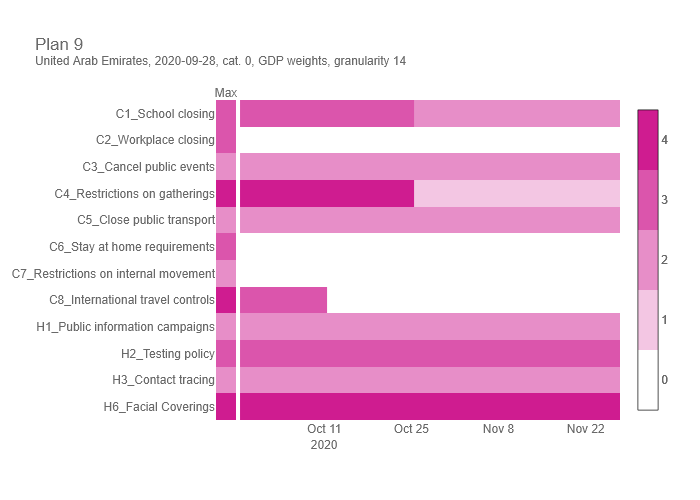 Plan 9
United Arab Emirates, 2020-09-28, cat. 0, GDP weights, granularity 14
Max
C1_School closing
C2_Workplace closing
C3_Cancel public events
C4_Restrictions on gatherings
C5_Close public transport
C6_Stay at home requirements
C7_Restrictions on internal movement
C8_International travel controls
H1_Public information campaigns
H2_Testing policy
H3_Contact tracing
H6_Facial Coverings
Oct 11 Oct 25 Nov 8 Nov 22
2020
4
3
2
1
0